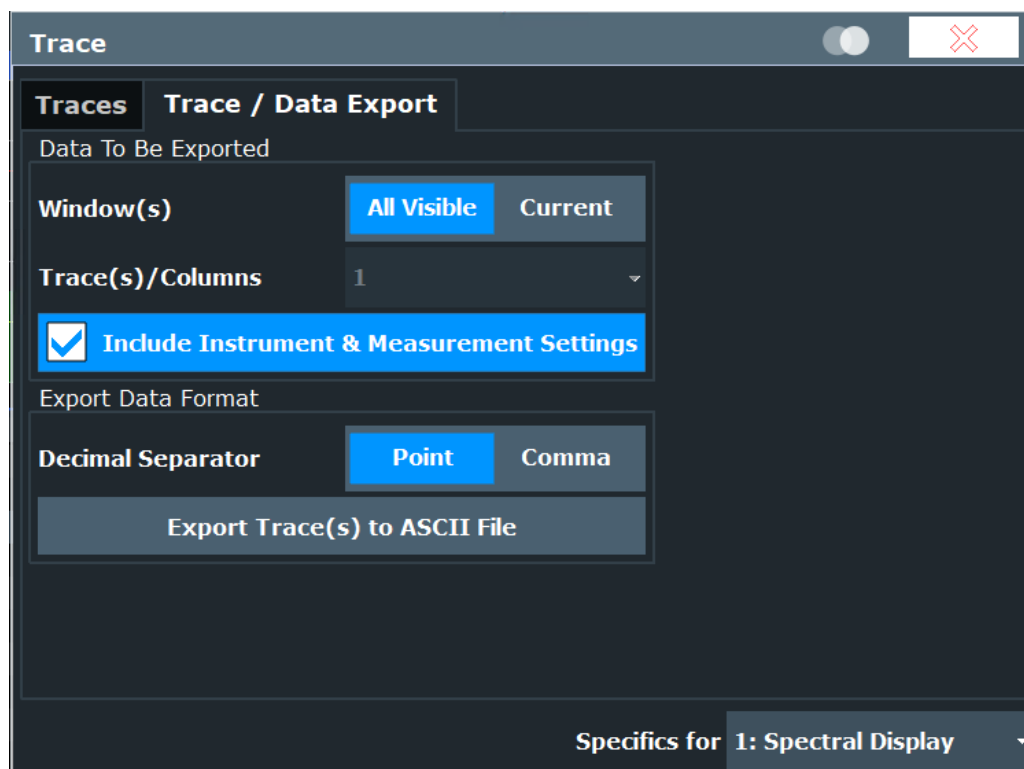 Trace
Traces Trace / Data Export
Data To Be Exported
Window(s) All Visible Current
Trace(s)/Columns 1
Include Instrument & Measurement Settings
Export Data Format
Decimal Separator Point Comma
Export Trace(s) to ASCII File
Specifics for 1: Spectral Display